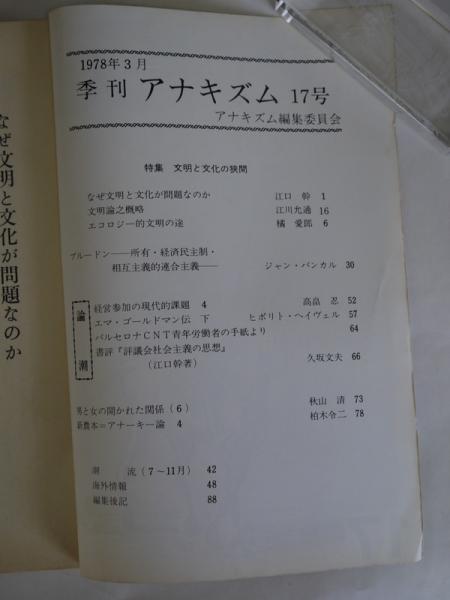 1978年3月
季刊 アナキズム 17号
アナキズム編集委員会
特集 文明と文化の狭間
なぜ文明と文化が問題なのか 江口 幹 1
文明論之概略 江川允通 16
エコロジー的文明の途 橘 愛郎 6
プルードン——所有・経済民主制・
相互主義的連合主義—— ジャン・バンカル 30
論潮
経営参加の現代的課題 4 高畠 忍 52
エマ・ゴールドマン伝 下 ヒポリト・ヘイヴェル 57
バルセロナCNT青年労働者の手紙より 64
書評『評議会社会主義の思想』
(江口幹著) 久坂文夫 66
男と女の開かれた関係(6) 秋山 清 73
新農本=アナーキー論 4 柏木令二 78
潮 流(7〜11月) 42
海外情報 48
編集後記 88
なぜ文明と文化が問題なのか